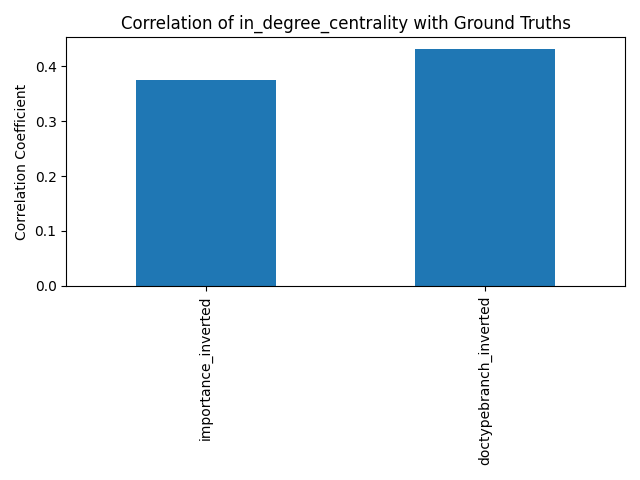 Correlation of in_degree_centrality with Ground Truths
Correlation Coefficient
0.4
0.3
0.2
0.1
0.0
importance_inverted
doctypebranch_inverted